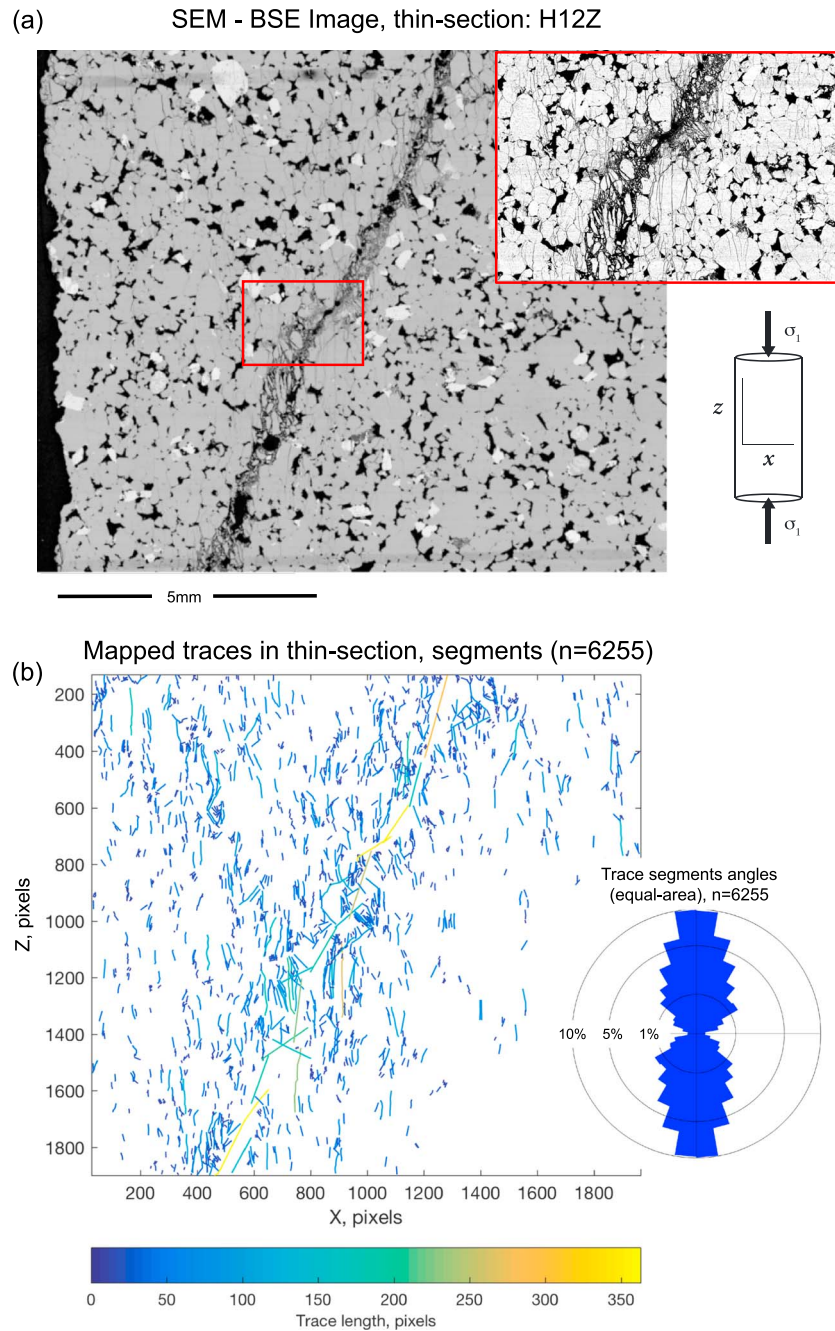 (a)
SEM - BSE Image, thin-section: H12Z
σ1
z
x
σ1
5mm
(b)
Mapped traces in thin-section, segments (n=6255)
200
400
600
800
1000
1200
1400
1600
1800
Z, pixels
200 400 600 800 1000 1200 1400 1600 1800
X, pixels
Trace segments angles
(equal-area), n=6255
10% 5% 1%
0 50 100 150 200 250 300 350
Trace length, pixels